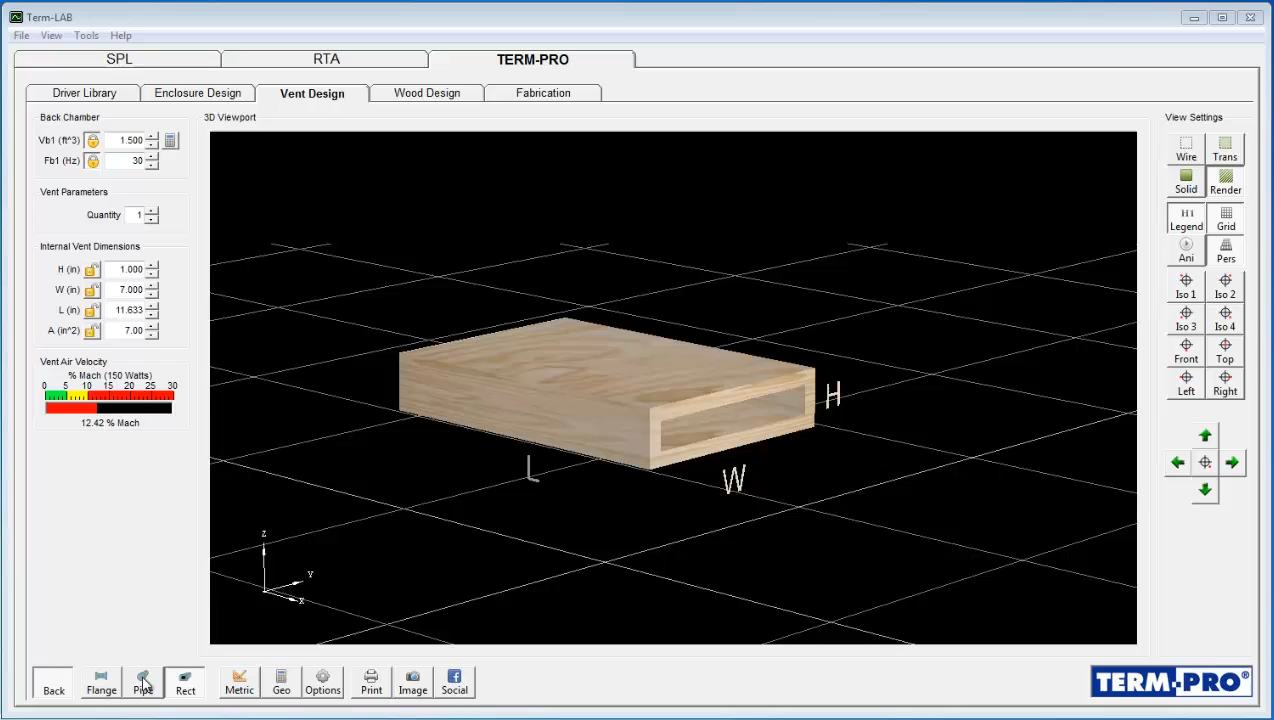 Term-LAB
File View Tools Help
SPL RTA TERM-PRO
Driver Library Enclosure Design Vent Design Wood Design Fabrication
Back Chamber
Vb1 (ft^3) 1.500
Fb1 (Hz) 30
Vent Parameters
Quantity 1
Internal Vent Dimensions
H (in) 1.000
W (in) 7.000
L (in) 11.633
A (in^2) 7.00
Vent Air Velocity
% Mach (150 Watts)
0 5 10 15 20 25 30
12.42 % Mach
3D Viewport
H
L
W
Z
Y
X
View Settings
Wire Trans
Solid Render
H1
Legend Grid
Ani Pers
Iso 1 Iso 2
Iso 3 Iso 4
Front Top
Left Right
Back Flange Pipe Rect Metric Geo Options Print Image Social
TERM-PRO®